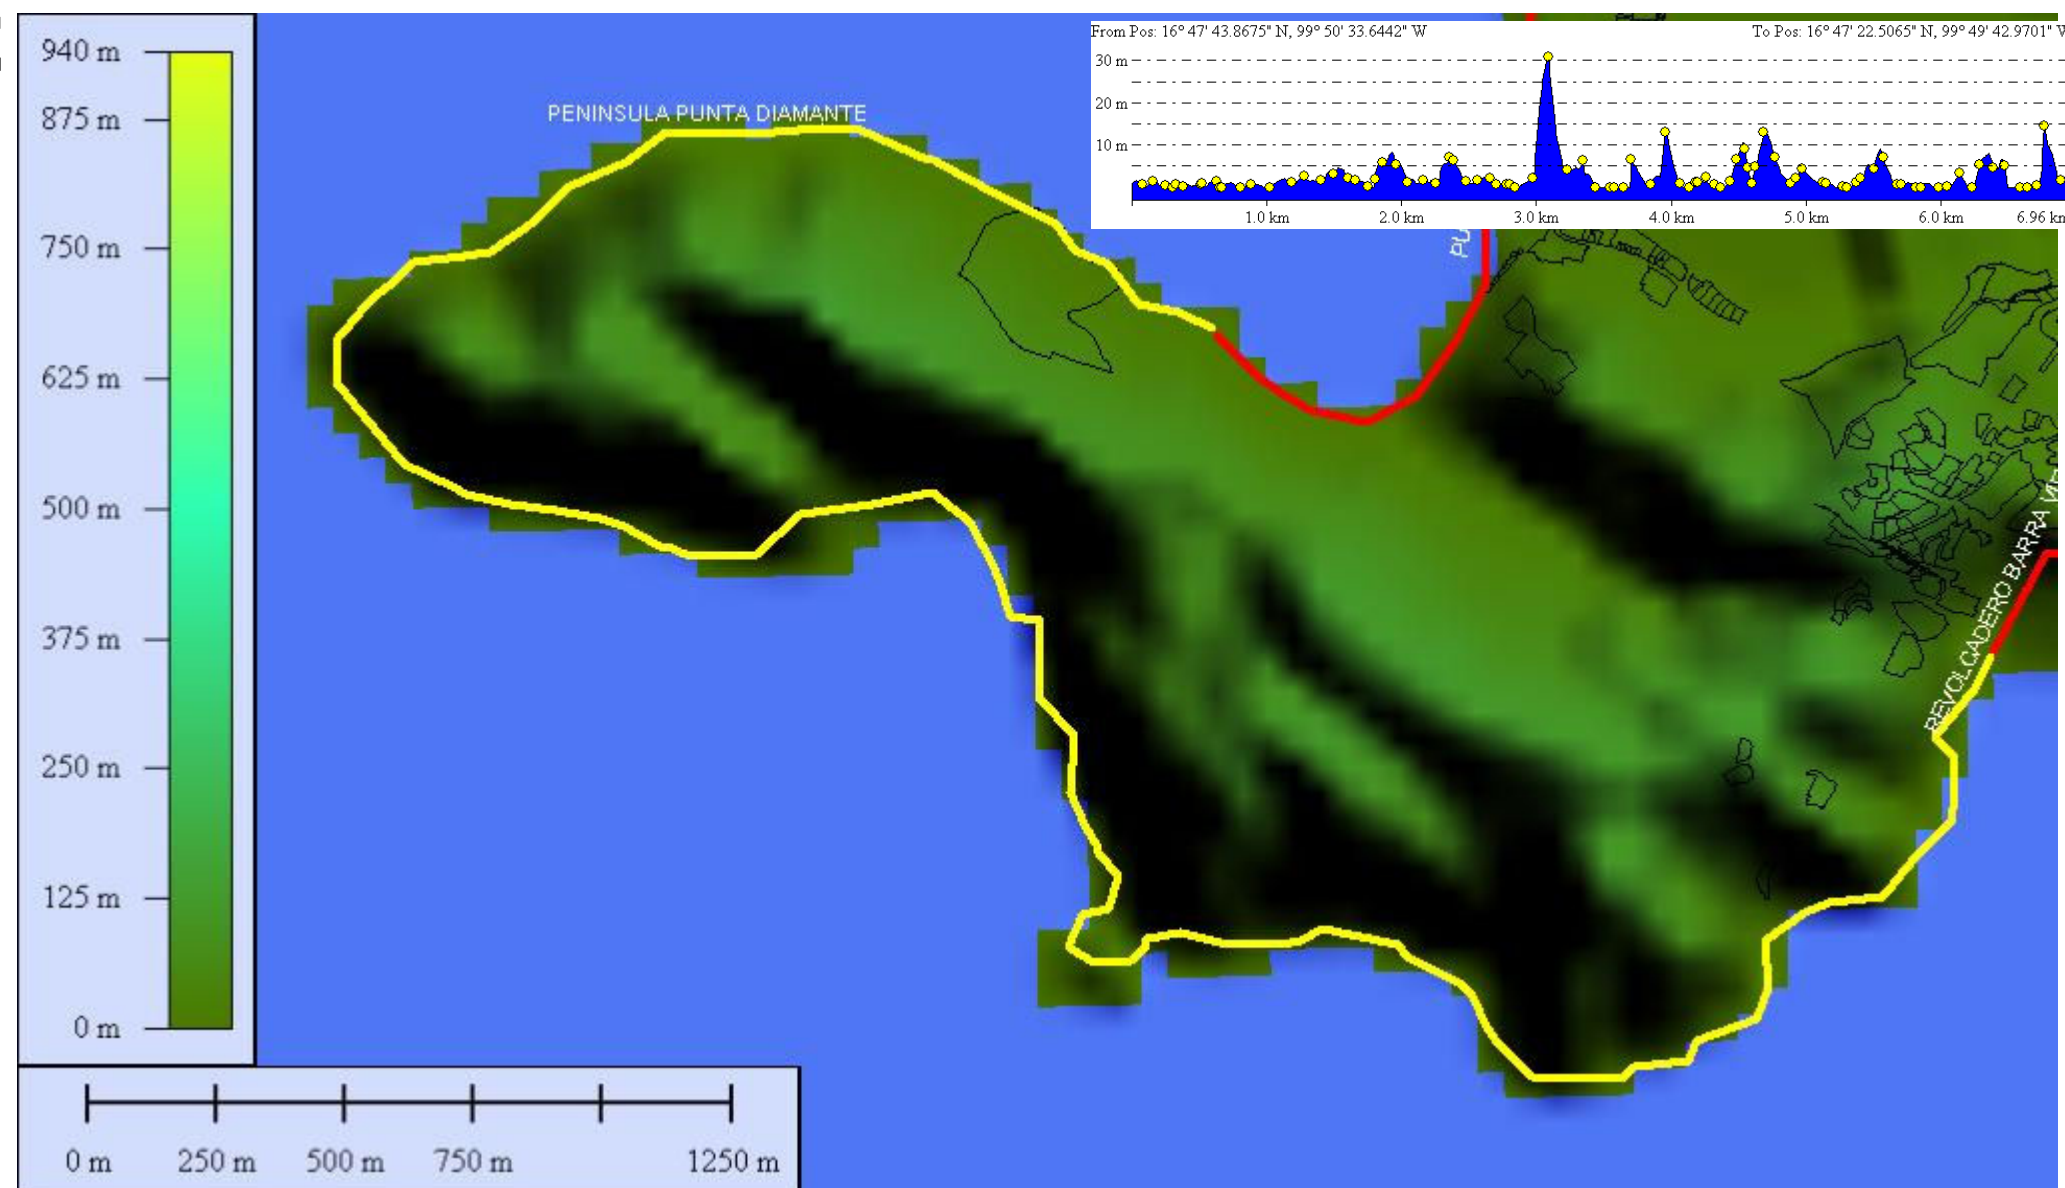 From Pos: 16° 47' 43.8675" N, 99° 50' 33.6442" W
To Pos: 16° 47' 22.5065" N, 99° 49' 42.9701" W
30 m
20 m
10 m
1.0 km
2.0 km
3.0 km
4.0 km
5.0 km
6.0 km
6.96 km
940 m
875 m
750 m
625 m
500 m
375 m
250 m
125 m
0 m
PENINSULA PUNTA DIAMANTE
PU
REVOLCADERO BARRA VIE
0 m
250 m
500 m
750 m
1250 m